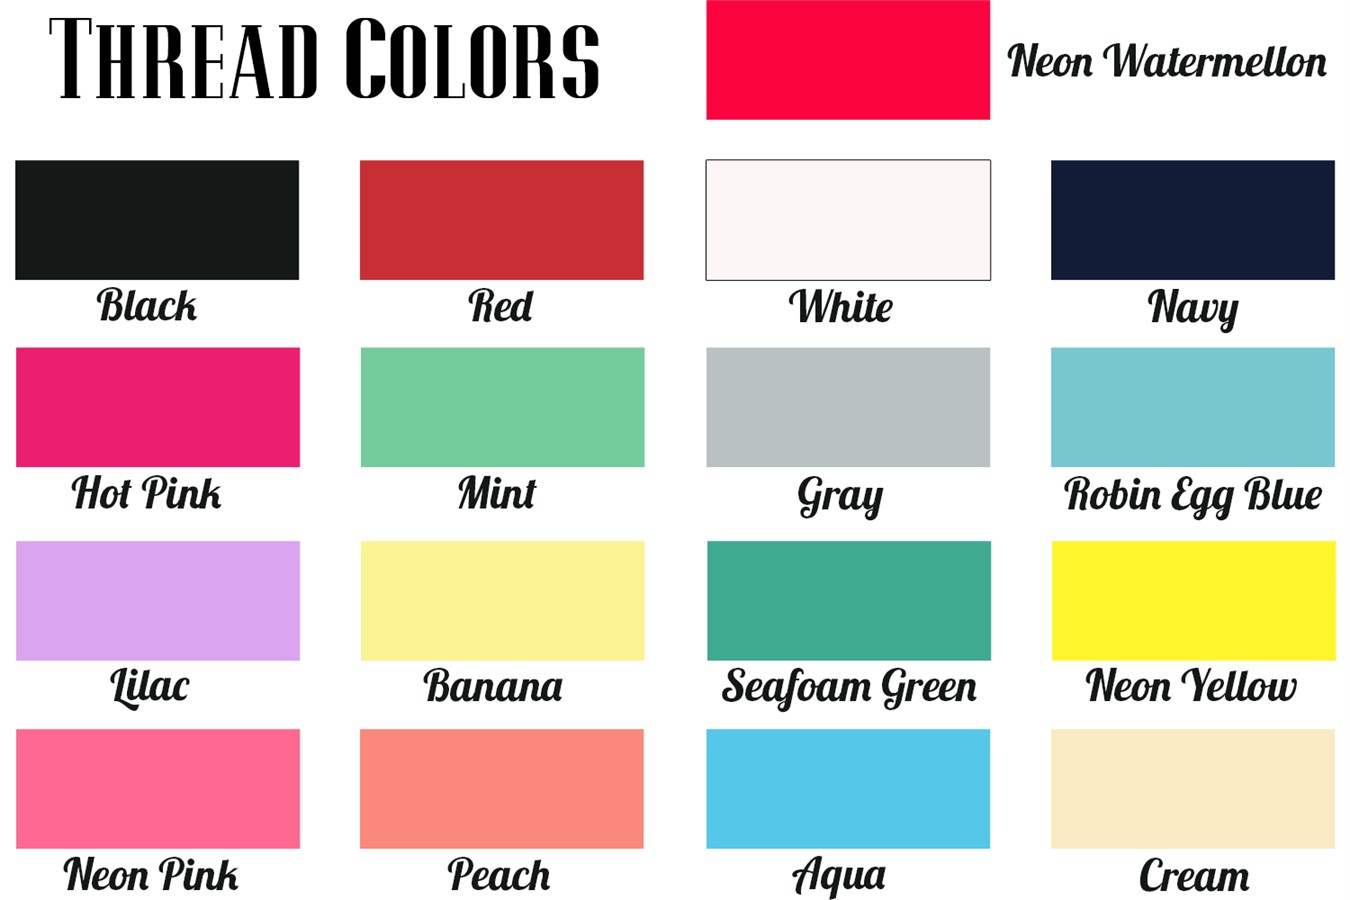 THREAD COLORS
Neon Watermellon
Black
Red
White
Navy
Hot Pink
Mint
Gray
Robin Egg Blue
Lilac
Banana
Seafoam Green
Neon Yellow
Neon Pink
Peach
Aqua
Cream